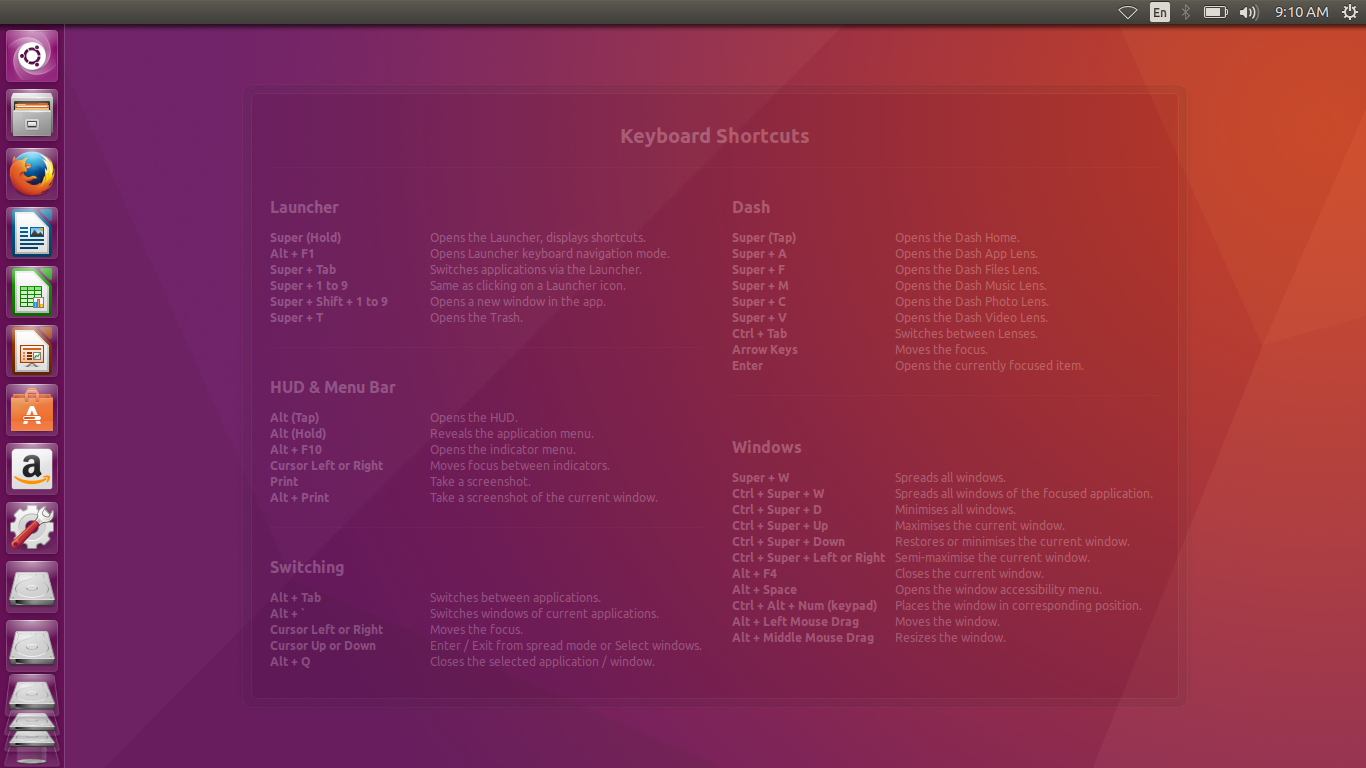 En
9:10 AM
Keyboard Shortcuts
Launcher
Super (Hold) Opens the Launcher, displays shortcuts.
Alt + F1 Opens Launcher keyboard navigation mode.
Super + Tab Switches applications via the Launcher.
Super + 1 to 9 Same as clicking on a Launcher icon.
Super + Shift + 1 to 9 Opens a new window in the app.
Super + T Opens the Trash.
HUD & Menu Bar
Alt (Tap) Opens the HUD.
Alt (Hold) Reveals the application menu.
Alt + F10 Opens the indicator menu.
Cursor Left or Right Moves focus between indicators.
Print Take a screenshot.
Alt + Print Take a screenshot of the current window.
Switching
Alt + Tab Switches between applications.
Alt + ` Switches windows of current applications.
Cursor Left or Right Moves the focus.
Cursor Up or Down Enter / Exit from spread mode or Select windows.
Alt + Q Closes the selected application / window.
Dash
Super (Tap) Opens the Dash Home.
Super + A Opens the Dash App Lens.
Super + F Opens the Dash Files Lens.
Super + M Opens the Dash Music Lens.
Super + C Opens the Dash Photo Lens.
Super + V Opens the Dash Video Lens.
Ctrl + Tab Switches between Lenses.
Arrow Keys Moves the focus.
Enter Opens the currently focused item.
Windows
Super + W Spreads all windows.
Ctrl + Super + W Spreads all windows of the focused application.
Ctrl + Super + D Minimises all windows.
Ctrl + Super + Up Maximises the current window.
Ctrl + Super + Down Restores or minimises the current window.
Ctrl + Super + Left or Right Semi-maximise the current window.
Alt + F4 Closes the current window.
Alt + Space Opens the window accessibility menu.
Ctrl + Alt + Num (keypad) Places the window in corresponding position.
Alt + Left Mouse Drag Moves the window.
Alt + Middle Mouse Drag Resizes the window.
A
a